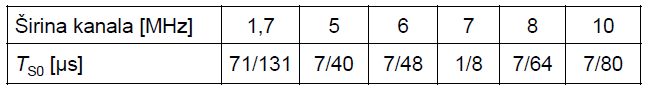 Širina kanala [MHz] 1,7 5 6 7 8 10
TS0 [μs] 71/131 7/40 7/48 1/8 7/64 7/80